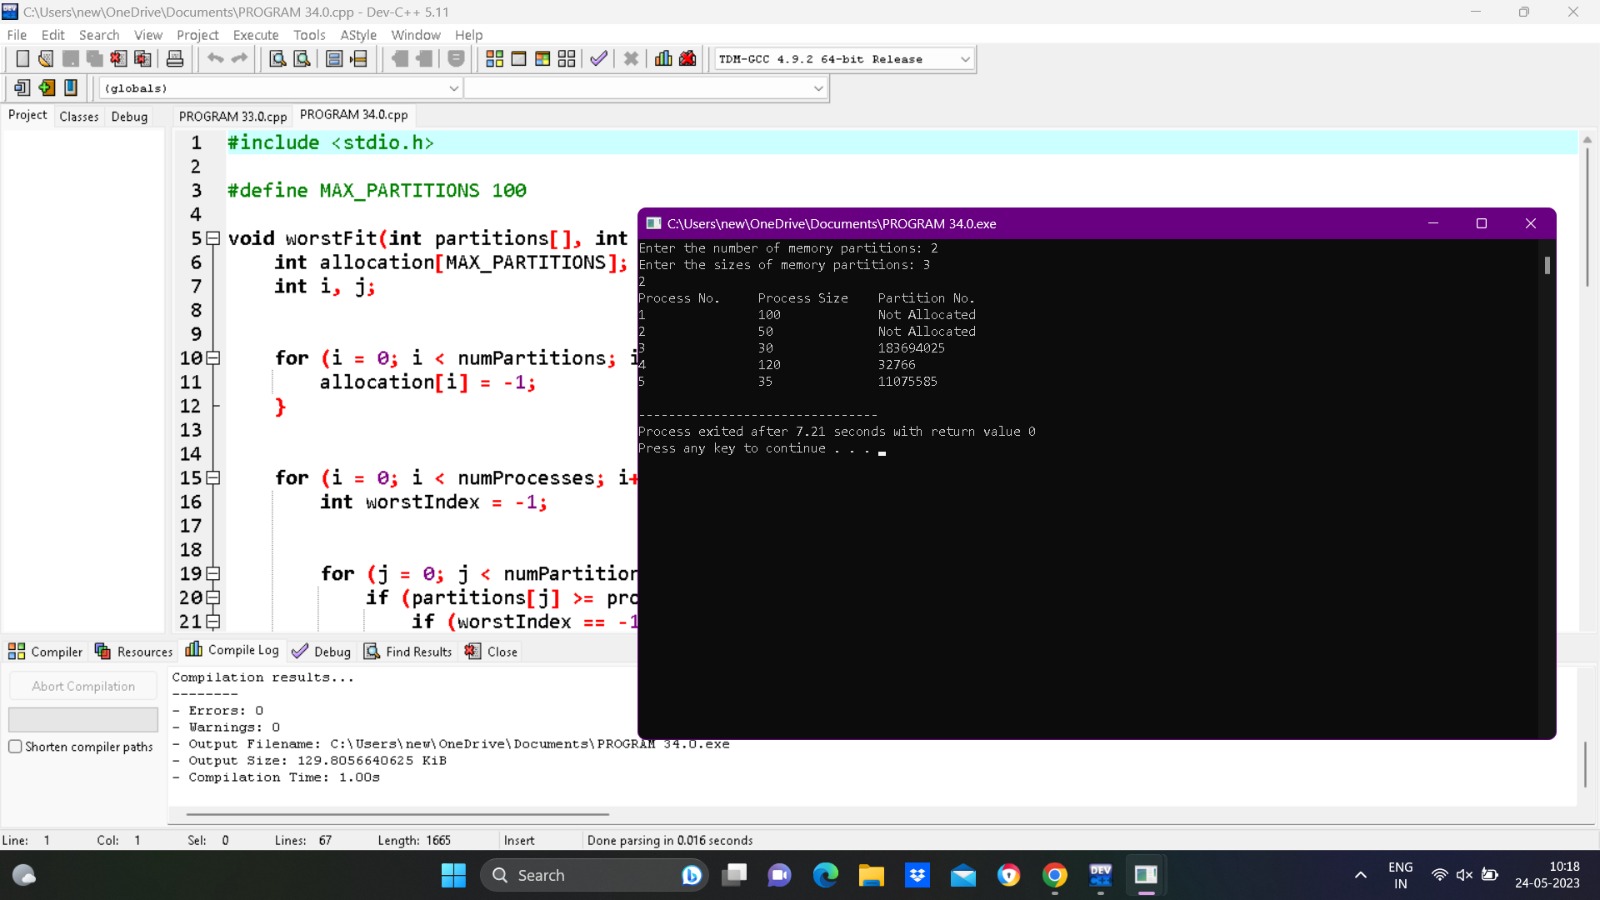 C:\Users\new\OneDrive\Documents\PROGRAM 34.0.cpp - Dev-C++ 5.11
File Edit Search View Project Execute Tools AStyle Window Help
TDM-GCC 4.9.2 64-bit Release
(globals)
Project Classes Debug PROGRAM 33.0.cpp PROGRAM 34.0.cpp
1 #include <stdio.h>
2
3 #define MAX_PARTITIONS 100
4
5 void worstFit(int partitions[], int
6 int allocation[MAX_PARTITIONS];
7 int i, j;
8
9
10 for (i = 0; i < numPartitions; i
11 allocation[i] = -1;
12 }
13
14
15 for (i = 0; i < numProcesses; i+
16 int worstIndex = -1;
17
18
19 for (j = 0; j < numPartition
20 if (partitions[j] >= pro
21 if (worstIndex == -1
C:\Users\new\OneDrive\Documents\PROGRAM 34.0.exe
Enter the number of memory partitions: 2
Enter the sizes of memory partitions: 3
2
Process No. Process Size Partition No.
1 100 Not Allocated
2 50 Not Allocated
3 30 183694025
4 120 32766
5 35 11075585
--------------------------------
Process exited after 7.21 seconds with return value 0
Press any key to continue . . .
Compiler Resources Compile Log Debug Find Results Close
Abort Compilation
Shorten compiler paths
Compilation results...
--------
- Errors: 0
- Warnings: 0
- Output Filename: C:\Users\new\OneDrive\Documents\PROGRAM 34.0.exe
- Output Size: 129.8056640625 KiB
- Compilation Time: 1.00s
Line: 1 Col: 1 Sel: 0 Lines: 67 Length: 1665 Insert Done parsing in 0.016 seconds
Search
DEV
ENG
IN
10:18
24-05-2023